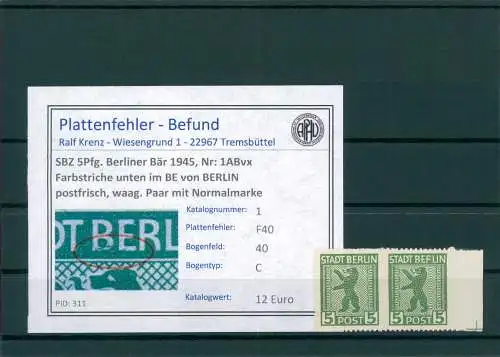 Plattenfehler - Befund
Ralf Krenz - Wiesengrund 1 - 22967 Tremsbüttel
SBZ 5Pfg. Berliner Bär 1945, Nr: 1ABvx
Farbstriche unten im BE von BERLIN
postfrisch, waag. Paar mit Normalmarke
Katalognummer: 1
Plattenfehler: F40
Bogenfeld: 40
Bogentyp: C
Katalogwert: 12 Euro
DT BERL
PID: 311
STADT BERLIN
5 POST 5
STADT BERLIN
5 POST 5